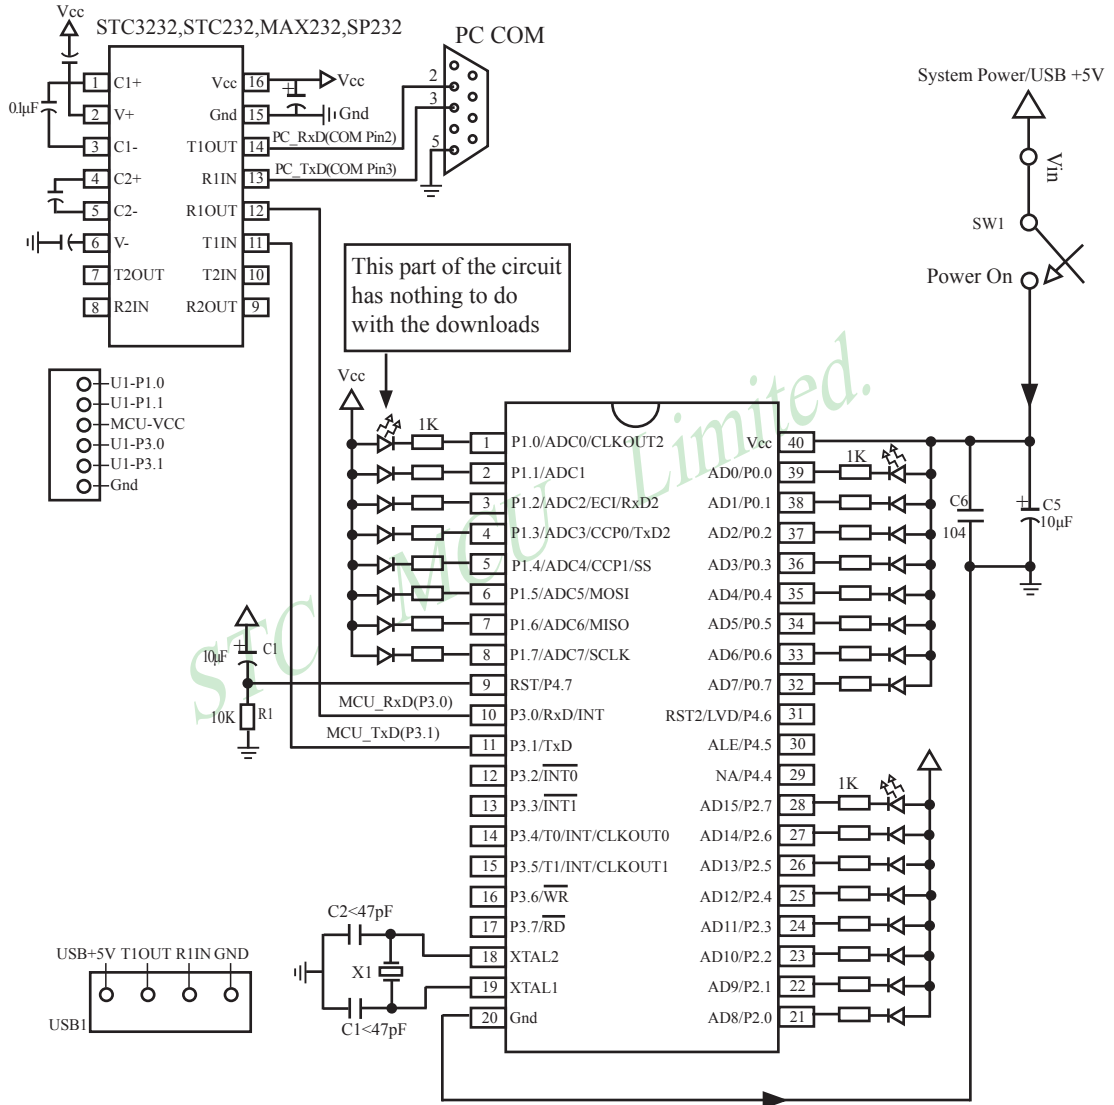 Vcc
STC3232,STC232,MAX232,SP232
PC COM
1 C1+ Vcc 16 Vcc
0.1μF
2 V+ Gnd 15 Gnd
3 C1- T1OUT 14 PC_RxD(COM Pin2)
4 C2+ R1IN 13 PC_TxD(COM Pin3)
5 C2- R1OUT 12
6 V- T1IN 11
7 T2OUT T2IN 10
8 R2IN R2OUT 9
2
3
5
System Power/USB +5V
Vin
SW1
Power On
This part of the circuit
has nothing to do
with the downloads
U1-P1.0
U1-P1.1
MCU-VCC
U1-P3.0
U1-P3.1
Gnd
Vcc
1K
1 P1.0/ADC0/CLKOUT2 Vcc 40
2 P1.1/ADC1 AD0/P0.0 39
1K
3 P1.2/ADC2/ECI/RxD2 AD1/P0.1 38
4 P1.3/ADC3/CCP0/TxD2 AD2/P0.2 37
5 P1.4/ADC4/CCP1/SS AD3/P0.3 36
6 P1.5/ADC5/MOSI AD4/P0.4 35
7 P1.6/ADC6/MISO AD5/P0.5 34
8 P1.7/ADC7/SCLK AD6/P0.6 33
9 RST/P4.7 AD7/P0.7 32
10 P3.0/RxD/INT RST2/LVD/P4.6 31
11 P3.1/TxD ALE/P4.5 30
12 P3.2/INT0 NA/P4.4 29
13 P3.3/INT1 AD15/P2.7 28
1K
14 P3.4/T0/INT/CLKOUT0 AD14/P2.6 27
15 P3.5/T1/INT/CLKOUT1 AD13/P2.5 26
16 P3.6/WR AD12/P2.4 25
17 P3.7/RD AD11/P2.3 24
18 XTAL2 AD10/P2.2 23
19 XTAL1 AD9/P2.1 22
20 Gnd AD8/P2.0 21
C6
104
C5
10μF
10μF C1
10K R1
MCU_RxD(P3.0)
MCU_TxD(P3.1)
C2<47pF
X1
C1<47pF
USB+5V T1OUT R1IN GND
USB1
STC MCU Limited.